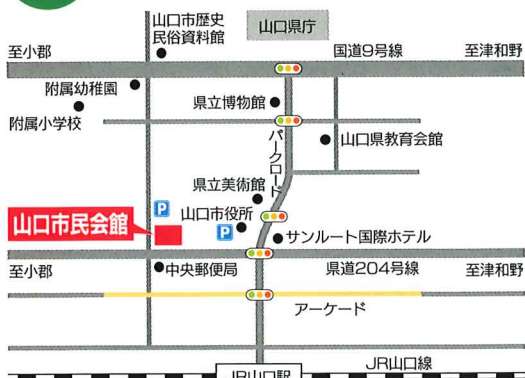 山口市歴史
民俗資料館
山口県庁
至小郡
国道9号線
至津和野
附属幼稚園
県立博物館
附属小学校
パークロード
山口県教育会館
県立美術館
P
山口市役所
山口市民会館
P
サンルート国際ホテル
至小郡
中央郵便局
県道204号線
至津和野
アーケード
JR山口線
JR山口駅